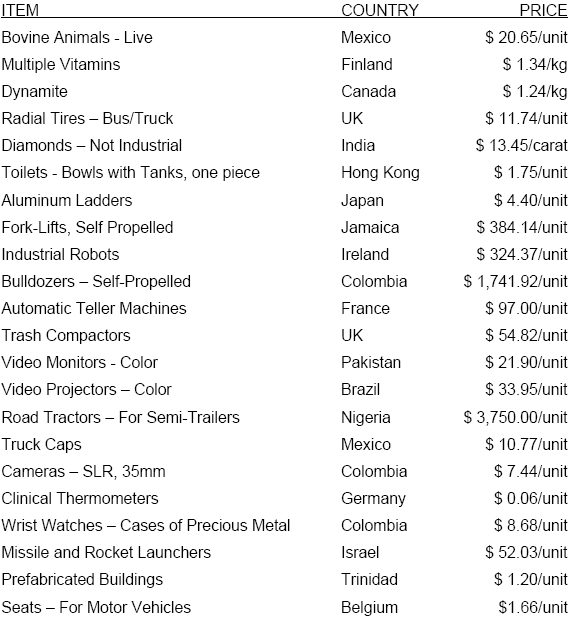 ITEM COUNTRY PRICE
Bovine Animals - Live Mexico $ 20.65/unit
Multiple Vitamins Finland $ 1.34/kg
Dynamite Canada $ 1.24/kg
Radial Tires – Bus/Truck UK $ 11.74/unit
Diamonds – Not Industrial India $ 13.45/carat
Toilets - Bowls with Tanks, one piece Hong Kong $ 1.75/unit
Aluminum Ladders Japan $ 4.40/unit
Fork-Lifts, Self Propelled Jamaica $ 384.14/unit
Industrial Robots Ireland $ 324.37/unit
Bulldozers – Self-Propelled Colombia $ 1,741.92/unit
Automatic Teller Machines France $ 97.00/unit
Trash Compactors UK $ 54.82/unit
Video Monitors - Color Pakistan $ 21.90/unit
Video Projectors – Color Brazil $ 33.95/unit
Road Tractors – For Semi-Trailers Nigeria $ 3,750.00/unit
Truck Caps Mexico $ 10.77/unit
Cameras – SLR, 35mm Colombia $ 7.44/unit
Clinical Thermometers Germany $ 0.06/unit
Wrist Watches – Cases of Precious Metal Colombia $ 8.68/unit
Missile and Rocket Launchers Israel $ 52.03/unit
Prefabricated Buildings Trinidad $ 1.20/unit
Seats – For Motor Vehicles Belgium $1.66/unit